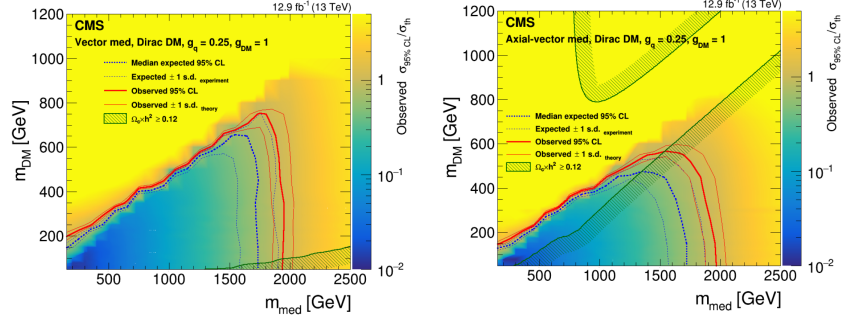 12.9 fb⁻¹ (13 TeV)
CMS
Vector med, Dirac DM, g_q = 0.25, g_DM = 1
Median expected 95% CL
Expected ± 1 s.d. experiment
Observed 95% CL
Observed ± 1 s.d. theory
Ω_c×h² ≥ 0.12
m_DM [GeV]
1200
1000
800
600
400
200
500 1000 1500 2000 2500
m_med [GeV]
Observed σ_95% CL/σ_th
1
10⁻¹
10⁻²
12.9 fb⁻¹ (13 TeV)
CMS
Axial-vector med, Dirac DM, g_q = 0.25, g_DM = 1
Median expected 95% CL
Expected ± 1 s.d. experiment
Observed 95% CL
Observed ± 1 s.d. theory
Ω_c×h² ≥ 0.12
m_DM [GeV]
1200
1000
800
600
400
200
500 1000 1500 2000 2500
m_med [GeV]
Observed σ_95% CL/σ_th
1
10⁻¹
10⁻²